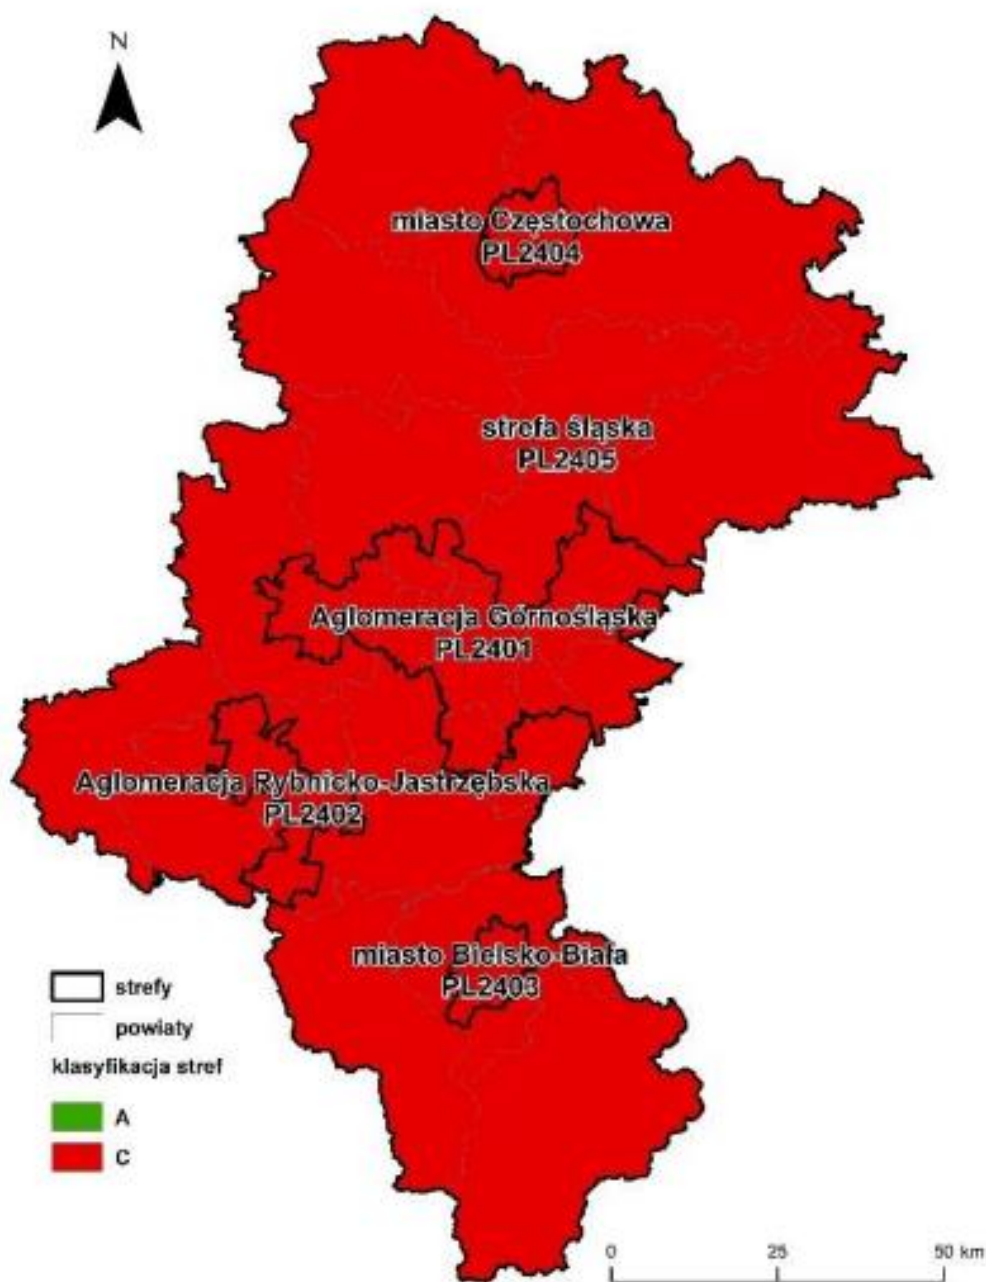 N
miasto Częstochowa
PL2404
strefa śląska
PL2405
Aglomeracja Górnośląska
PL2401
Aglomeracja Rybnicko-Jastrzębska
PL2402
miasto Bielsko-Biała
PL2403
strefy
powiaty
klasyfikacja stref
A
C
0 25 50 km